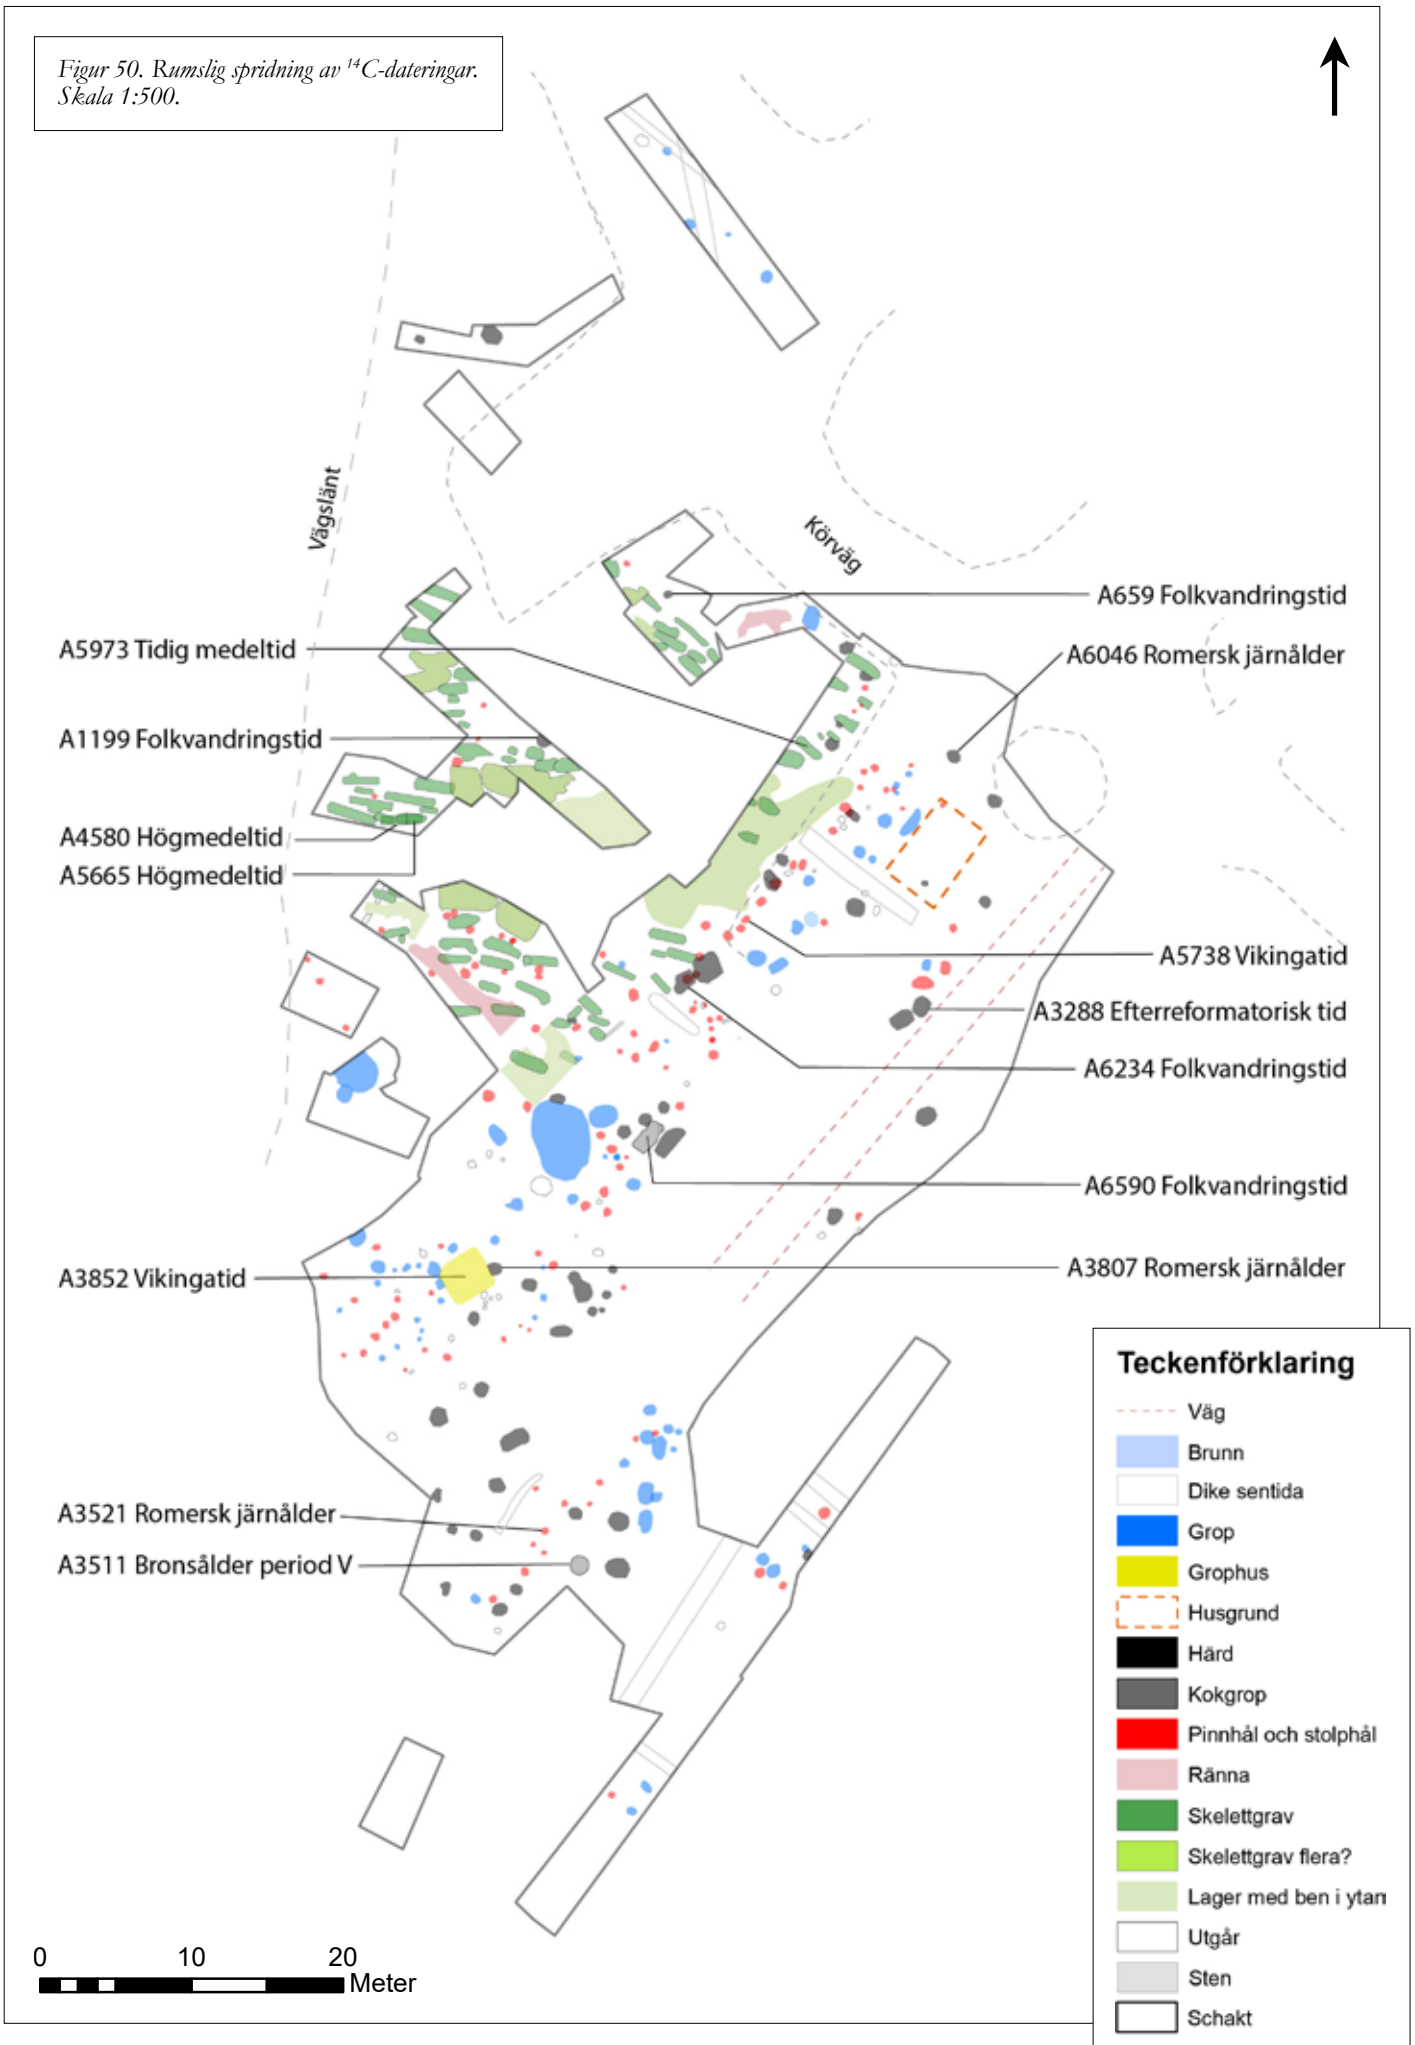 Figur 50. Rumslig spridning av ¹⁴C-dateringar.
Skala 1:500.
Vägslänt
Körväg
A659 Folkvandringstid
A5973 Tidig medeltid
A6046 Romersk järnålder
A1199 Folkvandringstid
A4580 Högmedeltid
A5665 Högmedeltid
A5738 Vikingatid
A3288 Efterreformatorisk tid
A6234 Folkvandringstid
A6590 Folkvandringstid
A3852 Vikingatid
A3807 Romersk järnålder
A3521 Romersk järnålder
A3511 Bronsålder period V
Teckenförklaring
Väg
Brunn
Dike sentida
Grop
Grophus
Husgrund
Härd
Kokgrop
Pinnhål och stolphål
Ränna
Skelettgrav
Skelettgrav flera?
Lager med ben i ytan
Utgår
Sten
Schakt
0 10 20
Meter